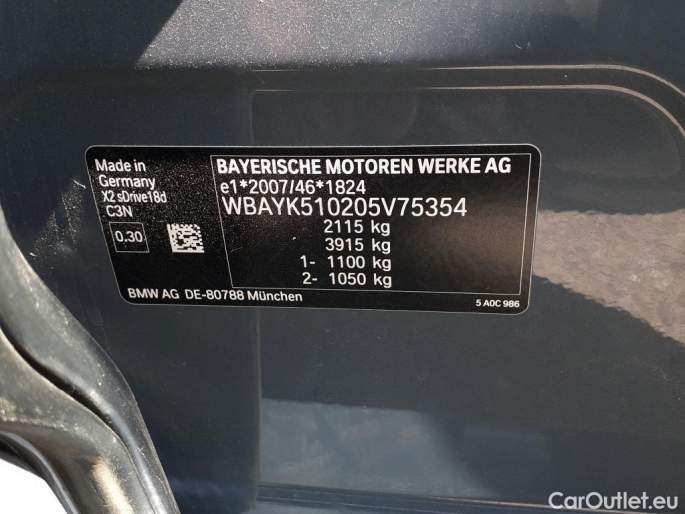 Made in
Germany
X2 sDrive18d
C3N
0.30
BAYERISCHE MOTOREN WERKE AG
e1*2007/46*1824
WBAYK510205V75354
2115 kg
3915 kg
1- 1100 kg
2- 1050 kg
BMW AG DE-80788 München
5 A0C 986
CarOutlet.eu